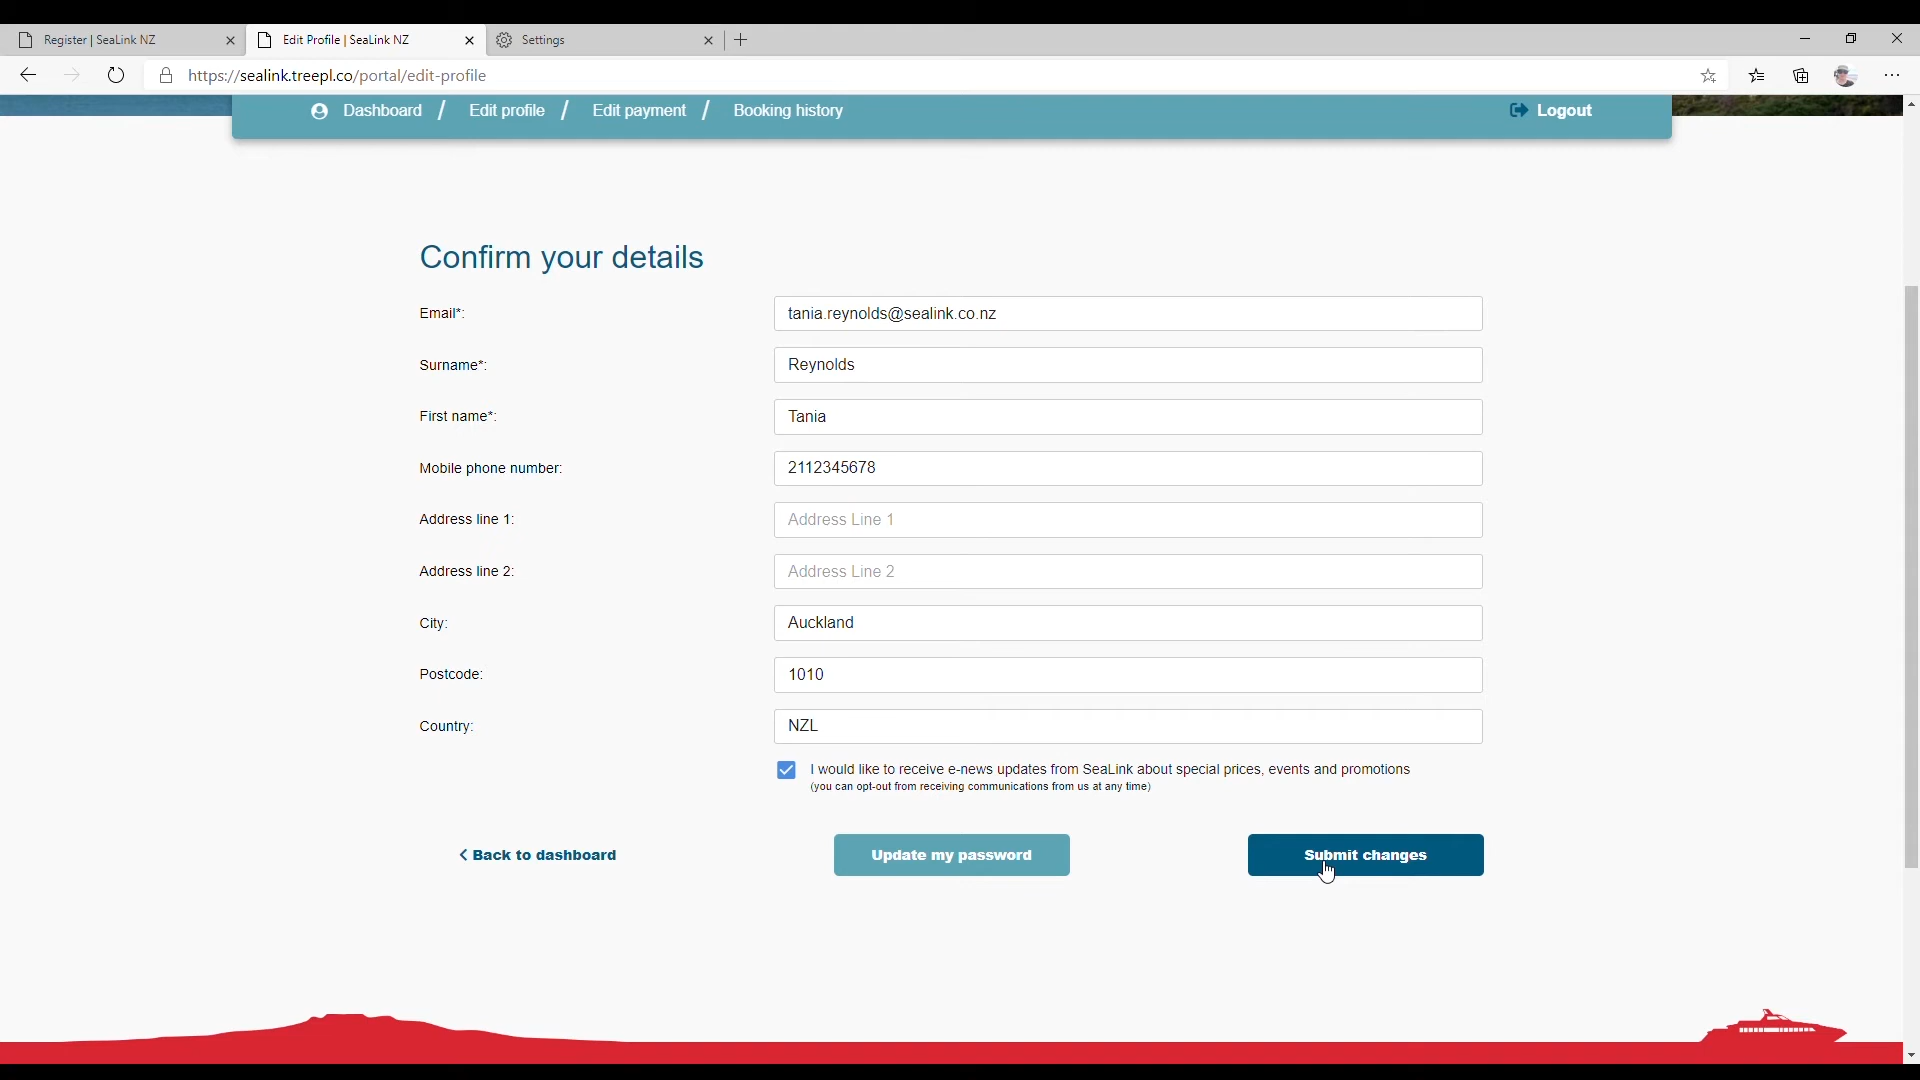 Register | SeaLink NZ
Edit Profile | SeaLink NZ
Settings
https://sealink.treepl.co/portal/edit-profile
Dashboard / Edit profile / Edit payment / Booking history
Logout
Confirm your details
Email*:
tania.reynolds@sealink.co.nz
Surname*:
Reynolds
First name*:
Tania
Mobile phone number:
2112345678
Address line 1:
Address Line 1
Address line 2:
Address Line 2
City:
Auckland
Postcode:
1010
Country:
NZL
I would like to receive e-news updates from SeaLink about special prices, events and promotions
(you can opt-out from receiving communications from us at any time)
Back to dashboard
Update my password
Submit changes